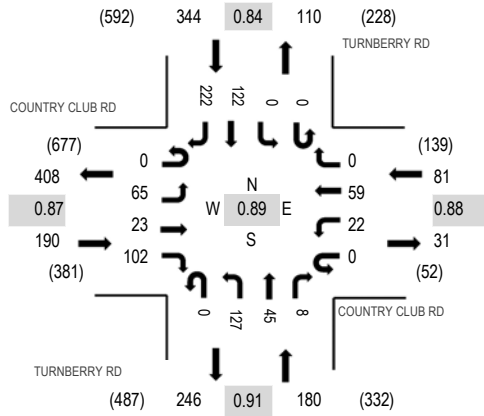 (592) 344 0.84 110 (228)
TURNBERRY RD
222 122 0 0
COUNTRY CLUB RD
(677) 0 0 (139)
408 65 N 59 81
0.87 W 0.89 E 0.88
190 23 S 22 31
(381) 102 0 (52)
0 127 45 8
COUNTRY CLUB RD
TURNBERRY RD
(487) 246 0.91 180 (332)